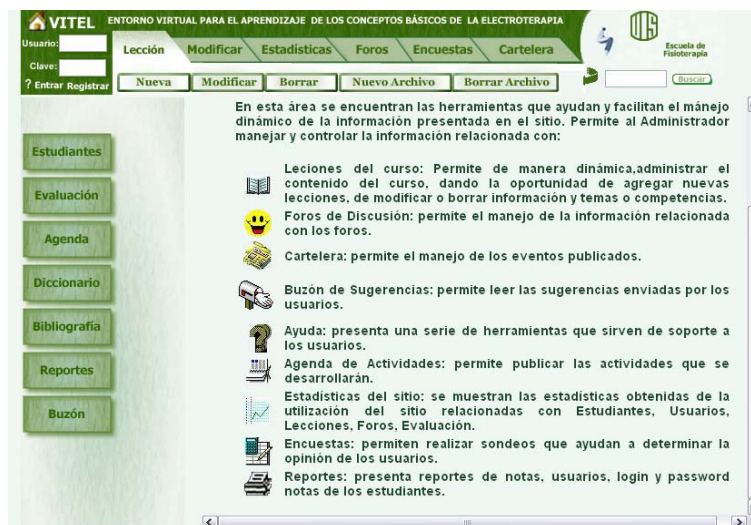 VITEL ENTORNO VIRTUAL PARA EL APRENDIZAJE DE LOS CONCEPTOS BÁSICOS DE LA ELECTROTERAPIA
Usuario:
Clave:
? Entrar Registrar
Lección Modificar Estadísticas Foros Encuestas Cartelera
Escuela de
Fisioterapia
Nueva Modificar Borrar Nuevo Archivo Borrar Archivo
Buscar
Estudiantes
Evaluación
Agenda
Diccionario
Bibliografía
Reportes
Buzón
En esta área se encuentran las herramientas que ayudan y facilitan el mánejo
dinámico de la información presentada en el sitio. Permite al Administrador
manejar y controlar la información relacionada con:
Leciones del curso: Permite de manera dinámica,administrar el
contenido del curso, dando la oportunidad de agregar nuevas
lecciones, de modificar o borrar información y temas o competencias.
Foros de Discusión: permite el manejo de la información relacionada
con los foros.
Cartelera: permite el manejo de los eventos publicados.
Buzón de Sugerencias: permite leer las sugerencias enviadas por los
usuarios.
Ayuda: presenta una serie de herramientas que sirven de soporte a
los usuarios.
Agenda de Actividades: permite publicar las actividades que se
desarrollarán.
Estadísticas del sitio: se muestran las estadísticas obtenidas de la
utilización del sitio relacionadas con Estudiantes, Usuarios,
Lecciones, Foros, Evaluación.
Encuestas: permiten realizar sondeos que ayudan a determinar la
opinión de los usuarios.
Reportes: presenta reportes de notas, usuarios, login y password
notas de los estudiantes.